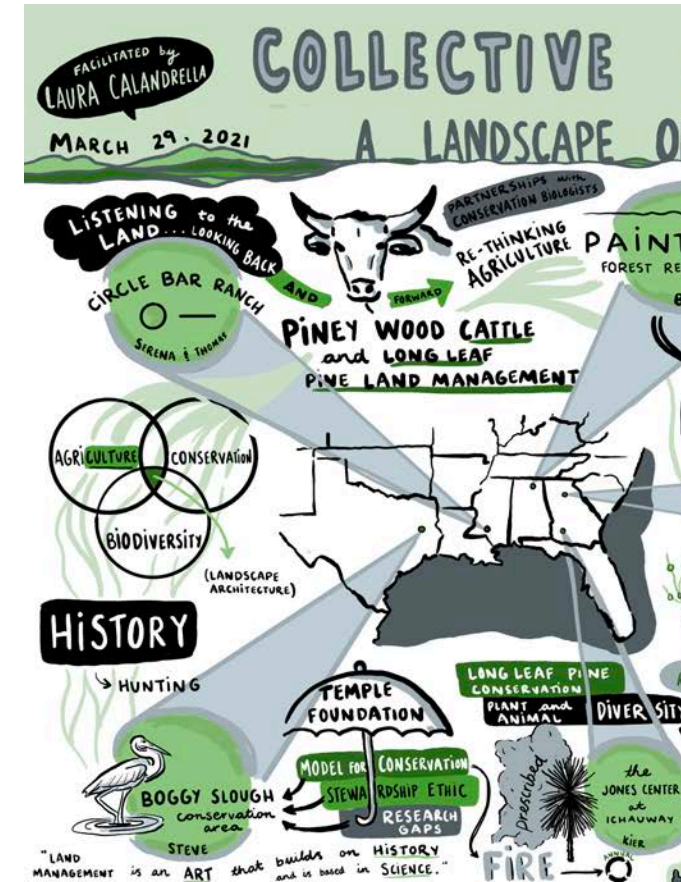 FACILITATED by
LAURA CALANDRELLA
MARCH 29. 2021
COLLECTIVE
A LANDSCAPE O
LISTENING to the
LAND... LOOKING BACK
AND
FORWARD
PARTNERSHIPS with
CONSERVATION BIOLOGISTS
RE-THINKING
AGRICULTURE
PAINT
FOREST RE
CIRCLE BAR RANCH
SERENA & THOMAS
PINEY WOOD CATTLE
and LONG LEAF
PINE LAND MANAGEMENT
AGRICULTURE
CONSERVATION
BIODIVERSITY
(LANDSCAPE
ARCHITECTURE)
HISTORY
HUNTING
TEMPLE
FOUNDATION
MODEL FOR CONSERVATION
STEWARDSHIP ETHIC
RESEARCH
GAPS
BOGGY SLOUGH
conservation
area
STEVE
LONG LEAF PINE
CONSERVATION
PLANT and
ANIMAL
DIVERSITY
Prescribed
FIRE
ANNUAL
the
JONES CENTER
at
ICHAUWAY
KIER
"LAND
MANAGEMENT is an ART that builds on HISTORY
and is based in SCIENCE."